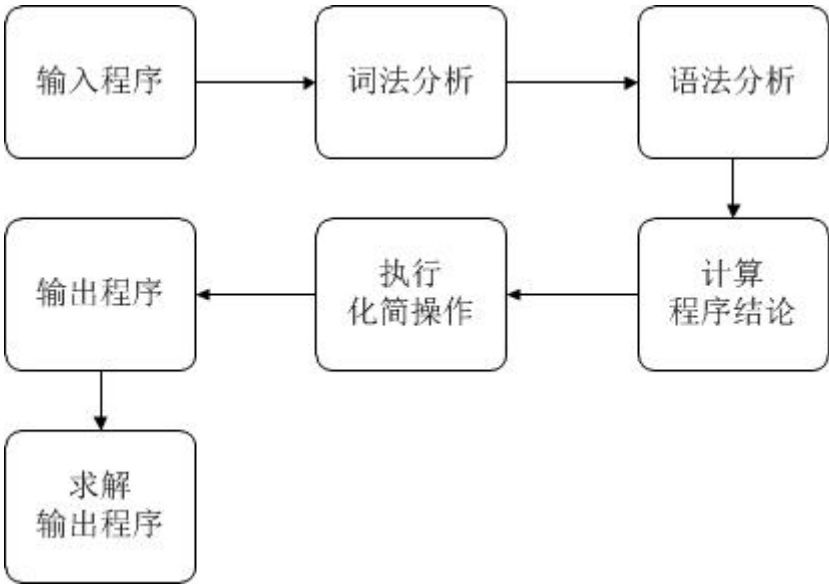 输入程序
词法分析
语法分析
计算
程序结论
执行
化简操作
输出程序
求解
输出程序